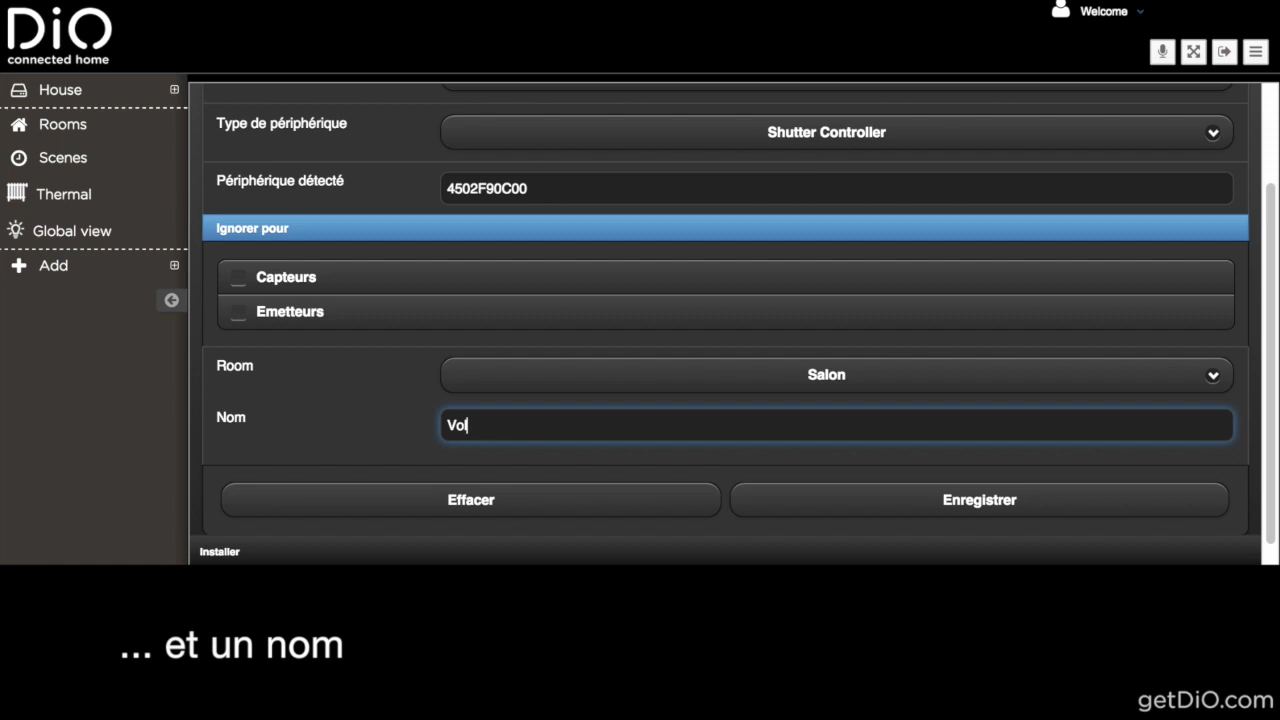 DiO
connected home
Welcome
House
Rooms
Scenes
Thermal
Global view
Add
Type de périphérique
Shutter Controller
Périphérique détecté
4502F90C00
Ignorer pour
Capteurs
Emetteurs
Room
Salon
Nom
Vol
Effacer
Enregistrer
Installer
... et un nom
getDiO.com